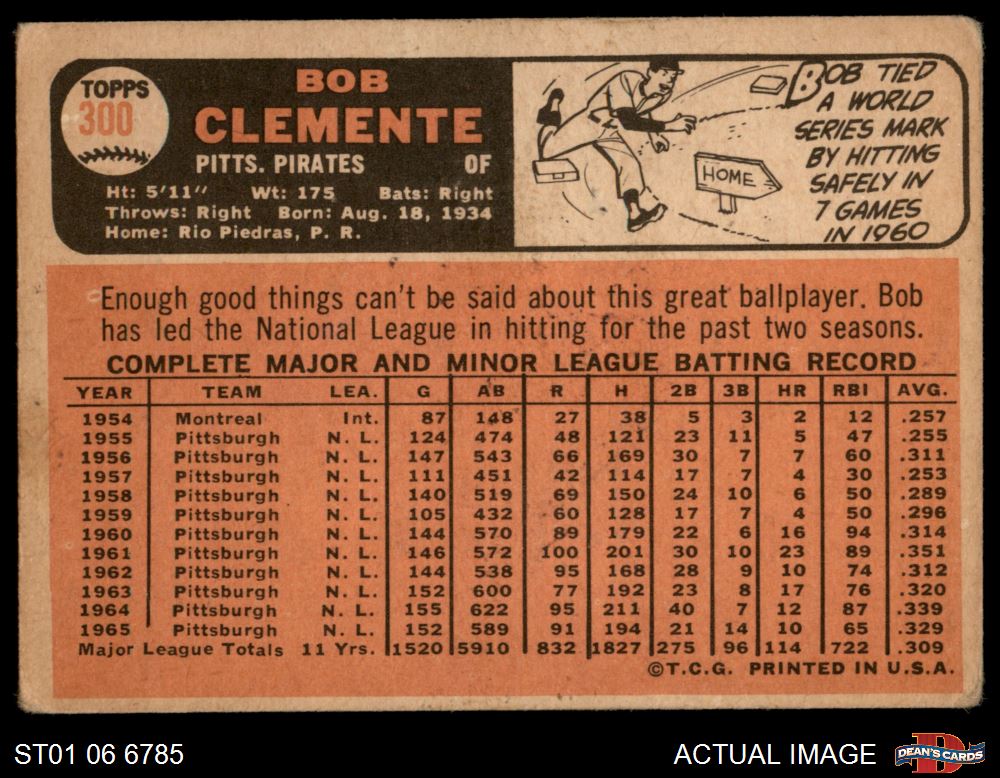 TOPPS
300
BOB
CLEMENTE
PITTS. PIRATES OF
Ht: 5'11" Wt: 175 Bats: Right
Throws: Right Born: Aug. 18, 1934
Home: Rio Piedras, P. R.
HOME
BOB TIED
A WORLD
SERIES MARK
BY HITTING
SAFELY IN
7 GAMES
IN 1960
Enough good things can't be said about this great ballplayer. Bob
has led the National League in hitting for the past two seasons.
COMPLETE MAJOR AND MINOR LEAGUE BATTING RECORD
YEAR TEAM LEA. G AB R H 2B 3B HR RBI AVG.
1954 Montreal Int. 87 148 27 38 5 3 2 12 .257
1955 Pittsburgh N. L. 124 474 48 121 23 11 5 47 .255
1956 Pittsburgh N. L. 147 543 66 169 30 7 7 60 .311
1957 Pittsburgh N. L. 111 451 42 114 17 7 4 30 .253
1958 Pittsburgh N. L. 140 519 69 150 24 10 6 50 .289
1959 Pittsburgh N. L. 105 432 60 128 17 7 4 50 .296
1960 Pittsburgh N. L. 144 570 89 179 22 6 16 94 .314
1961 Pittsburgh N. L. 146 572 100 201 30 10 23 89 .351
1962 Pittsburgh N. L. 144 538 95 168 28 9 10 74 .312
1963 Pittsburgh N. L. 152 600 77 192 23 8 17 76 .320
1964 Pittsburgh N. L. 155 622 95 211 40 7 12 87 .339
1965 Pittsburgh N. L. 152 589 91 194 21 14 10 65 .329
Major League Totals 11 Yrs. 1520 5910 832 1827 275 96 114 722 .309
©T.C.G. PRINTED IN U.S.A.
ST01 06 6785
ACTUAL IMAGE
D
DEAN'S CARDS